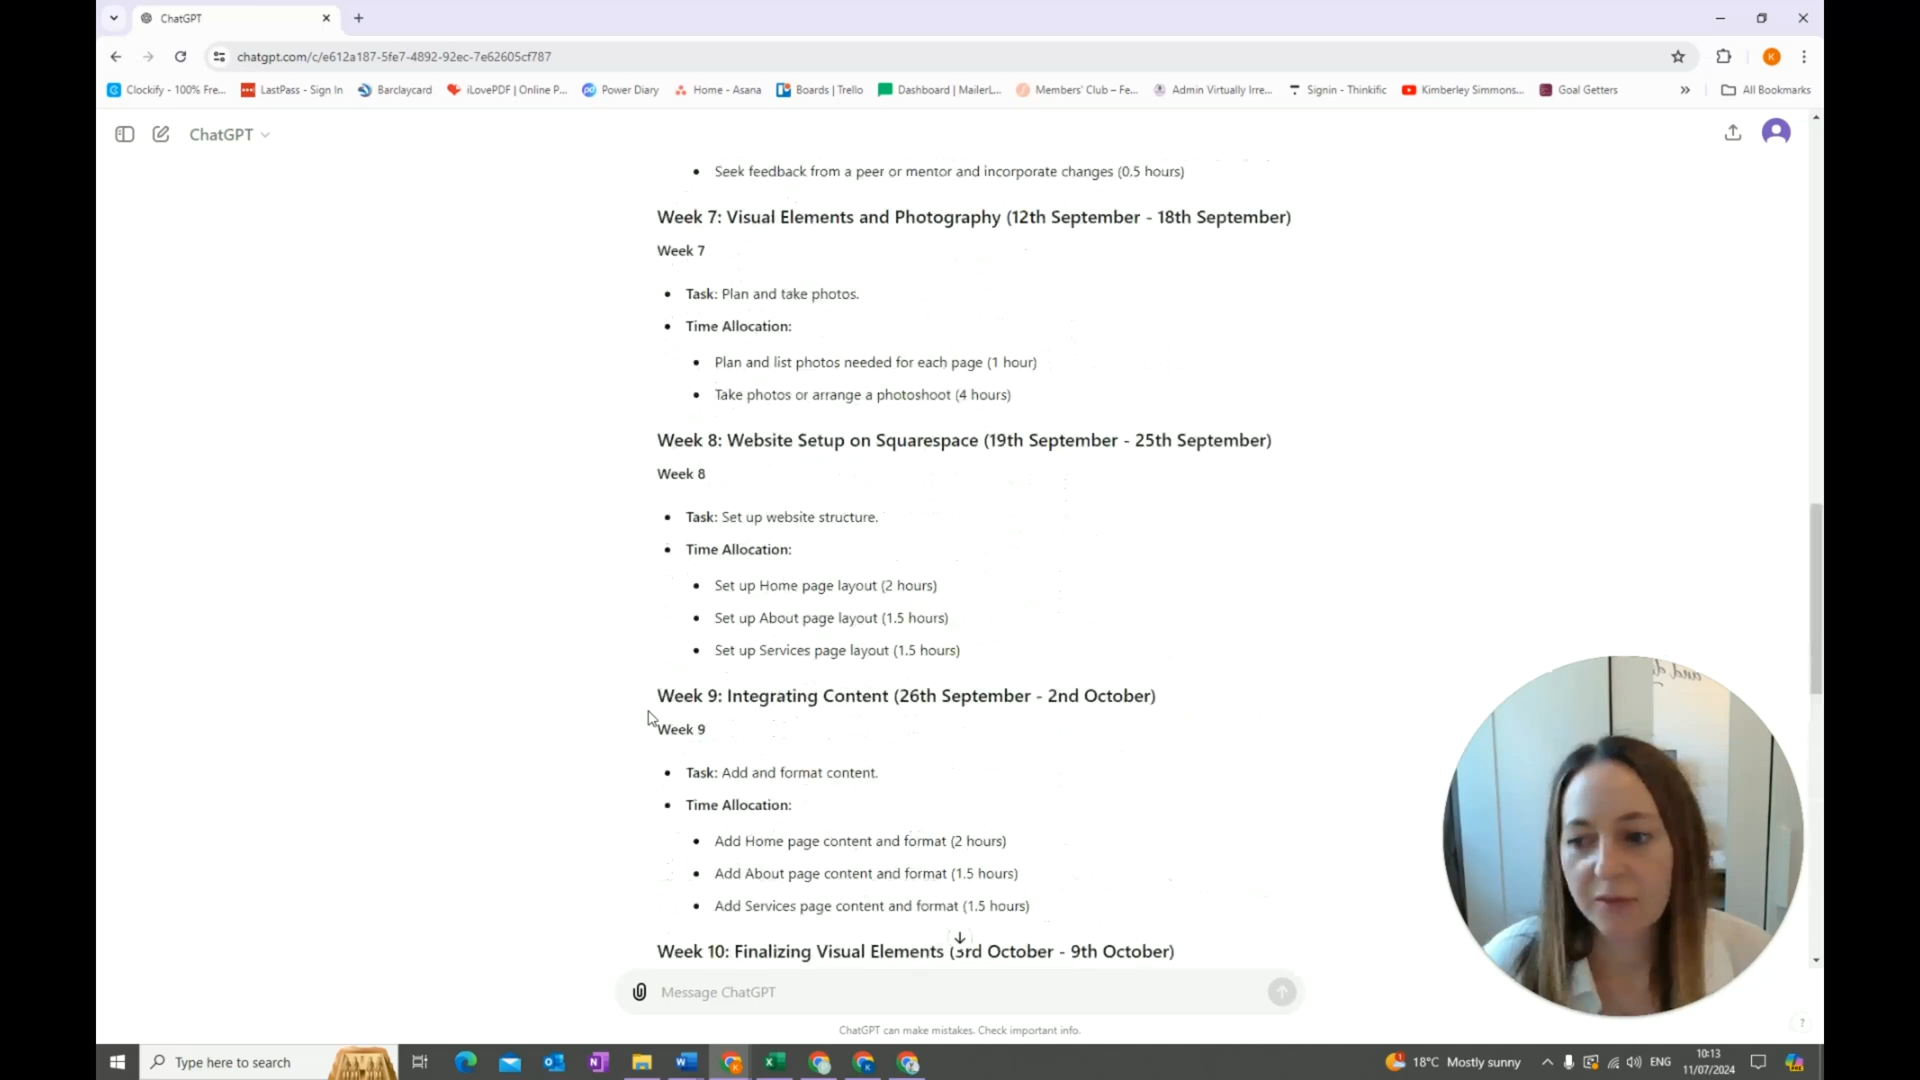 ChatGPT
chatgpt.com/c/e612a187-5fe7-4892-92ec-7e62605cf787
K
Clockify - 100% Fre...
LastPass - Sign In
Barclaycard
iLovePDF | Online P...
Power Diary
Home - Asana
Boards | Trello
Dashboard | MailerL...
Members' Club – Fe...
Admin Virtually Irre...
Signin - Thinkific
Kimberley Simmons...
Goal Getters
All Bookmarks
ChatGPT
Seek feedback from a peer or mentor and incorporate changes (0.5 hours)
Week 7: Visual Elements and Photography (12th September - 18th September)
Week 7
Task: Plan and take photos.
Time Allocation:
Plan and list photos needed for each page (1 hour)
Take photos or arrange a photoshoot (4 hours)
Week 8: Website Setup on Squarespace (19th September - 25th September)
Week 8
Task: Set up website structure.
Time Allocation:
Set up Home page layout (2 hours)
Set up About page layout (1.5 hours)
Set up Services page layout (1.5 hours)
Week 9: Integrating Content (26th September - 2nd October)
Week 9
Task: Add and format content.
Time Allocation:
Add Home page content and format (2 hours)
Add About page content and format (1.5 hours)
Add Services page content and format (1.5 hours)
Week 10: Finalizing Visual Elements (3rd October - 9th October)
Message ChatGPT
ChatGPT can make mistakes. Check important info.
?
Type here to search
18°C Mostly sunny
ENG
10:13
11/07/2024